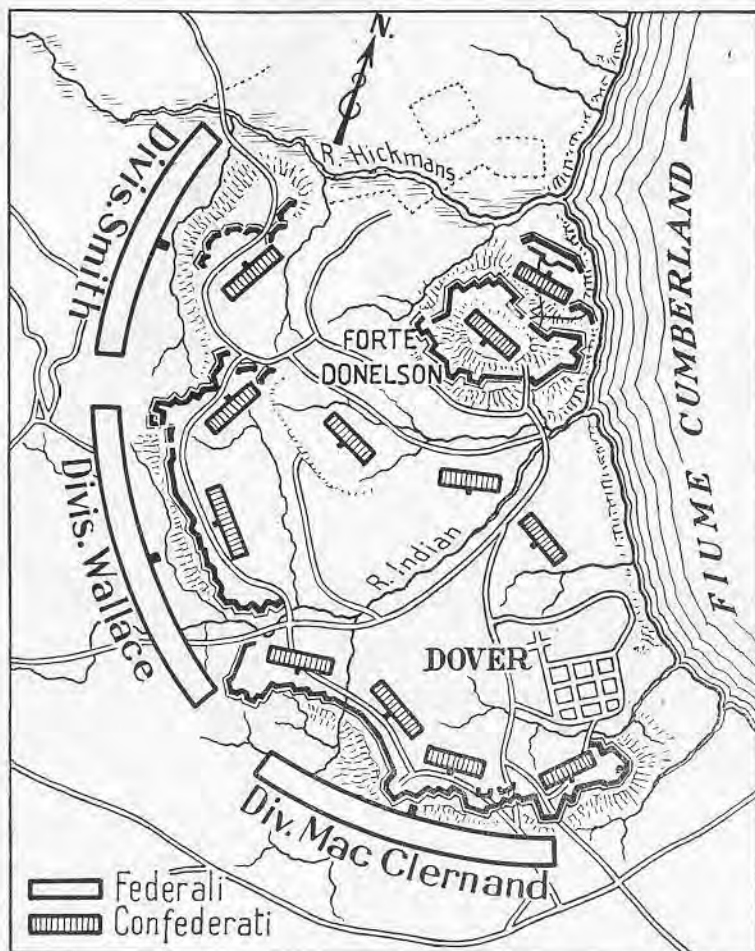 N.
R. Hickmans
Divis. Smith
FORTE
DONELSON
FIUME CUMBERLAND
Divis. Wallace
R. Indian
DOVER
Div. Mac Clernand
Federali
Confederati